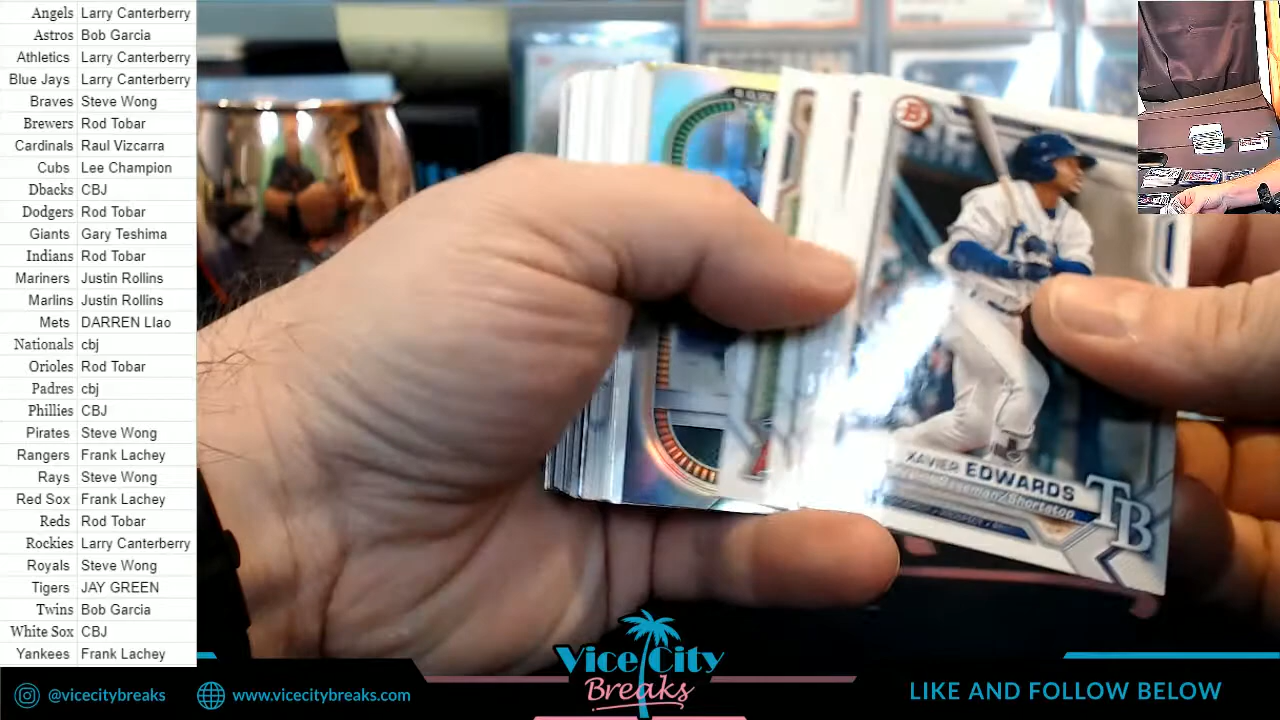 Angels Larry Canterberry
Astros Bob Garcia
Athletics Larry Canterberry
Blue Jays Larry Canterberry
Braves Steve Wong
Brewers Rod Tobar
Cardinals Raul Vizcarra
Cubs Lee Champion
Dbacks CBJ
Dodgers Rod Tobar
Giants Gary Teshima
Indians Rod Tobar
Mariners Justin Rollins
Marlins Justin Rollins
Mets DARREN LIao
Nationals cbj
Orioles Rod Tobar
Padres cbj
Phillies CBJ
Pirates Steve Wong
Rangers Frank Lachey
Rays Steve Wong
Red Sox Frank Lachey
Reds Rod Tobar
Rockies Larry Canterberry
Royals Steve Wong
Tigers JAY GREEN
Twins Bob Garcia
White Sox CBJ
Yankees Frank Lachey
B
XAVIER EDWARDS
Second Baseman/Shortstop
TB
Vice City
Breaks
@vicecitybreaks
www.vicecitybreaks.com
LIKE AND FOLLOW BELOW